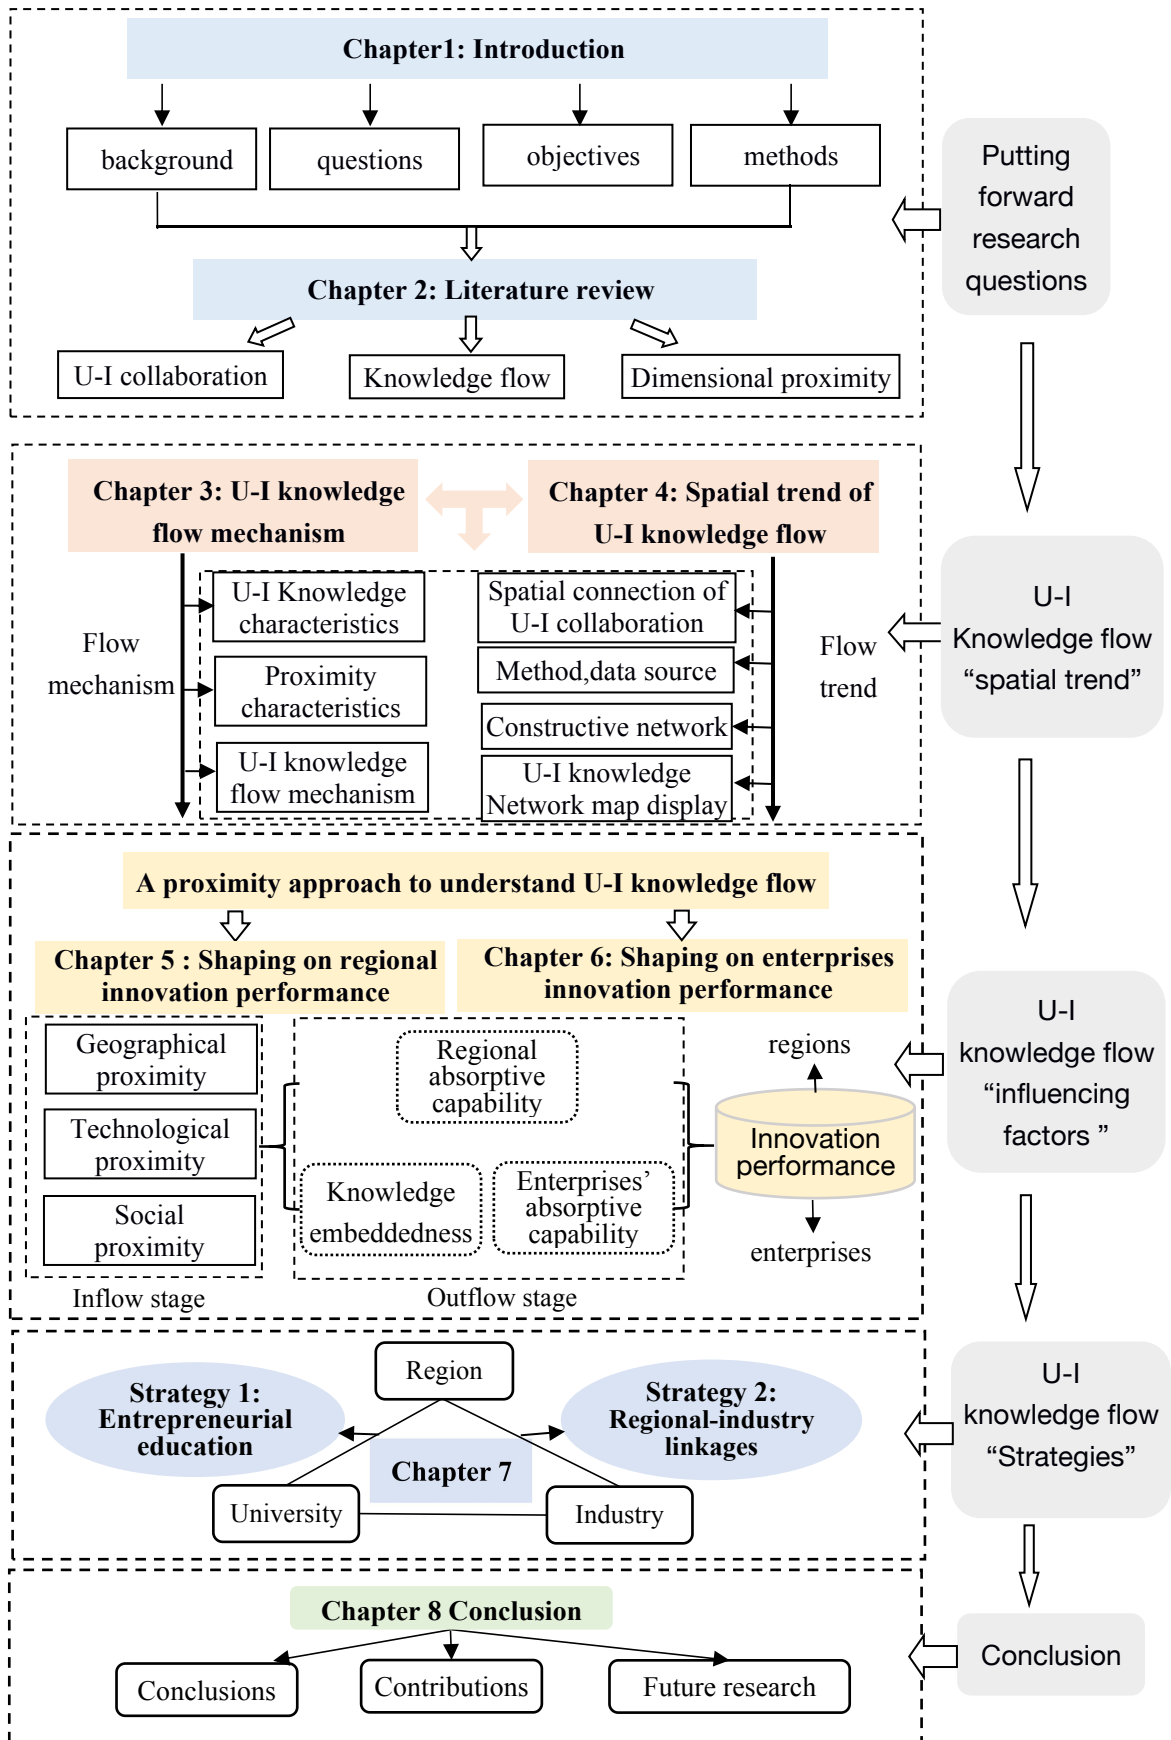 Chapter1: Introduction
background
questions
objectives
methods
Putting
forward
research
questions
Chapter 2: Literature review
U-I collaboration
Knowledge flow
Dimensional proximity
Chapter 3: U-I knowledge
flow mechanism
Chapter 4: Spatial trend of
U-I knowledge flow
Flow
mechanism
U-I Knowledge
characteristics
Proximity
characteristics
U-I knowledge
flow mechanism
Spatial connection of
U-I collaboration
Method,data source
Constructive network
U-I knowledge
Network map display
Flow
trend
U-I
Knowledge flow
“spatial trend”
A proximity approach to understand U-I knowledge flow
Chapter 5 : Shaping on regional
innovation performance
Chapter 6: Shaping on enterprises
innovation performance
Geographical
proximity
Technological
proximity
Social
proximity
Inflow stage
Regional
absorptive
capability
Knowledge
embeddedness
Enterprises’
absorptive
capability
Outflow stage
regions
Innovation
performance
enterprises
U-I
knowledge flow
“influencing
factors ”
Strategy 1:
Entrepreneurial
education
Region
Strategy 2:
Regional-industry
linkages
Chapter 7
University
Industry
U-I
knowledge flow
“Strategies”
Chapter 8 Conclusion
Conclusions
Contributions
Future research
Conclusion